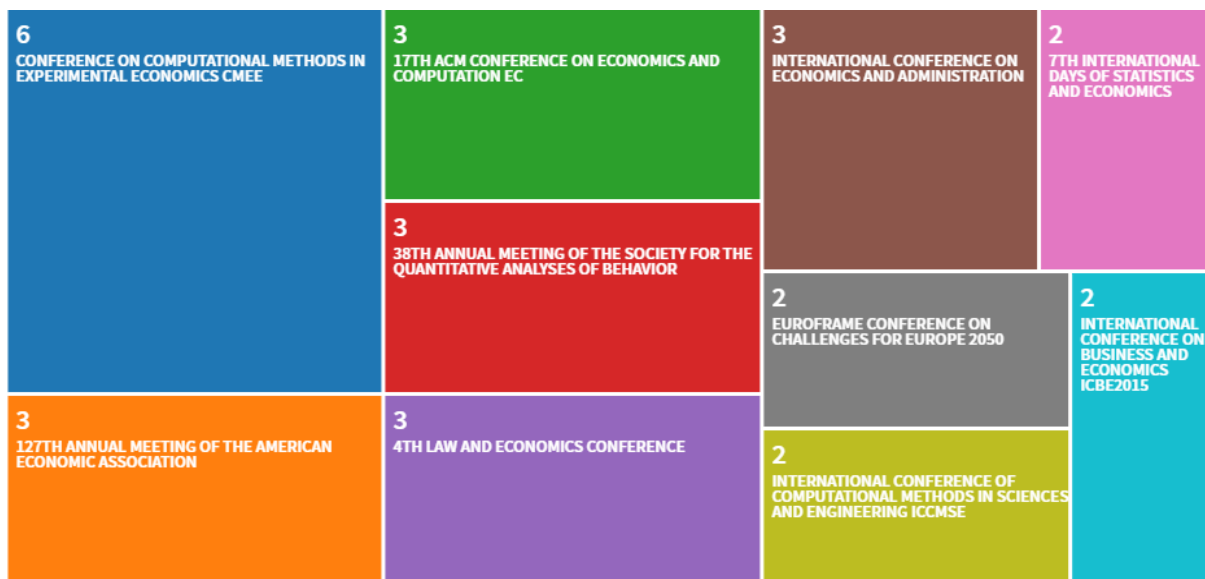 6
CONFERENCE ON COMPUTATIONAL METHODS IN
EXPERIMENTAL ECONOMICS CMEE
3
127TH ANNUAL MEETING OF THE AMERICAN
ECONOMIC ASSOCIATION
3
17TH ACM CONFERENCE ON ECONOMICS AND
COMPUTATION EC
3
38TH ANNUAL MEETING OF THE SOCIETY FOR THE
QUANTITATIVE ANALYSES OF BEHAVIOR
3
4TH LAW AND ECONOMICS CONFERENCE
3
INTERNATIONAL CONFERENCE ON
ECONOMICS AND ADMINISTRATION
2
7TH INTERNATIONAL
DAYS OF STATISTICS
AND ECONOMICS
2
EUROFRAME CONFERENCE ON
CHALLENGES FOR EUROPE 2050
2
INTERNATIONAL CONFERENCE OF
COMPUTATIONAL METHODS IN SCIENCES
AND ENGINEERING ICCMSE
2
INTERNATIONAL
CONFERENCE ON
BUSINESS AND
ECONOMICS
ICBE2015